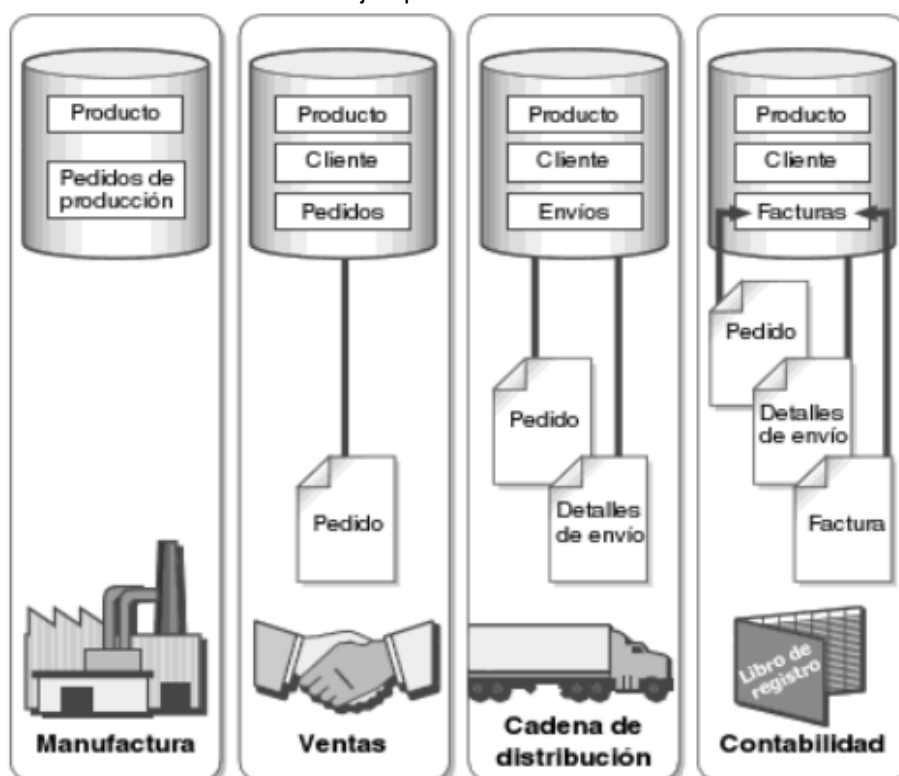 Producto
Pedidos de
producción
Manufactura
Producto
Cliente
Pedidos
Pedido
Ventas
Producto
Cliente
Envíos
Pedido
Detalles
de envío
Cadena de
distribución
Producto
Cliente
Facturas
Pedido
Detalles
de envío
Factura
Libro de
registro
Contabilidad